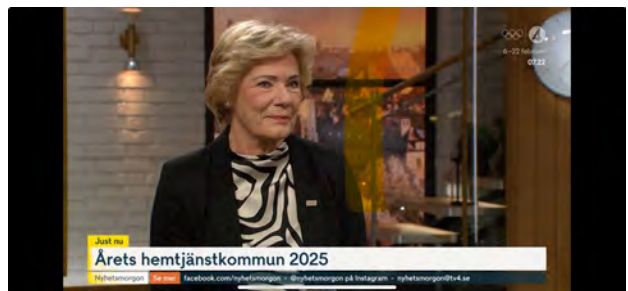 6–22 februari
07.22
Just nu
Årets hemtjänstkommun 2025
Nyhetsmorgon Se mer facebook.com/nyhetsmorgon - @nyhetsmorgon på Instagram - nyhetsmorgon@tv4.se